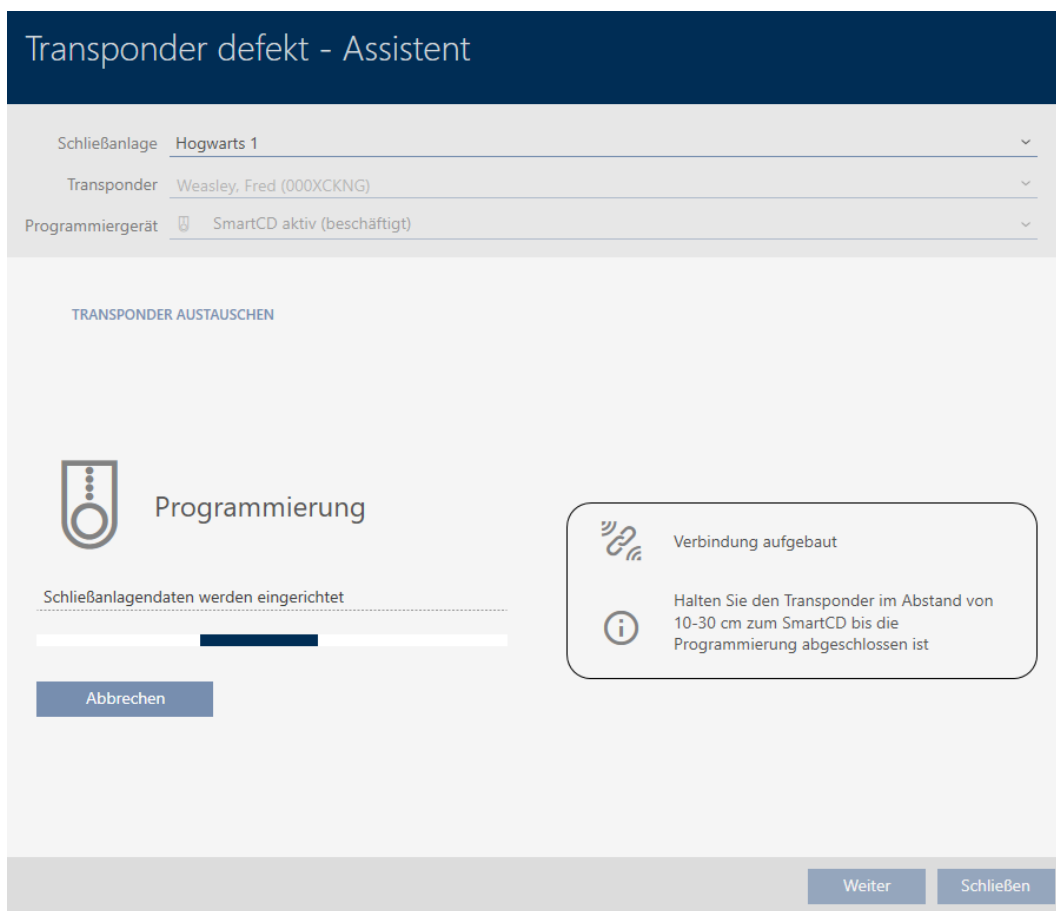 Transponder defekt - Assistent
Schließanlage Hogwarts 1
Transponder Weasley, Fred (000XCKNG)
Programmiergerät SmartCD aktiv (beschäftigt)
TRANSPONDER AUSTAUSCHEN
Programmierung
Schließanlagendaten werden eingerichtet
Abbrechen
Verbindung aufgebaut
Halten Sie den Transponder im Abstand von
10-30 cm zum SmartCD bis die
Programmierung abgeschlossen ist
Weiter Schließen